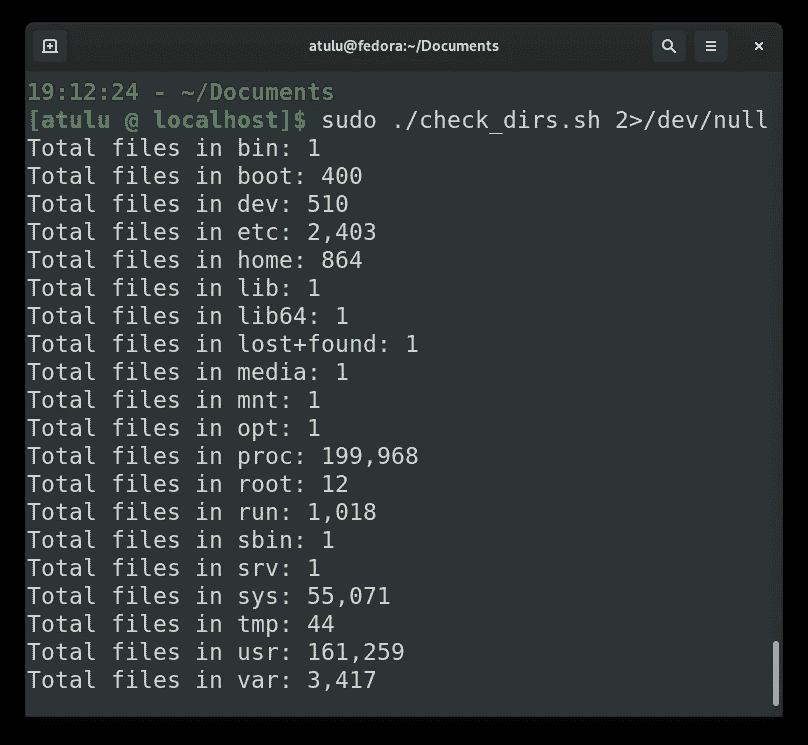 atulu@fedora:~/Documents
19:12:24 - ~/Documents
[atulu @ localhost]$ sudo ./check_dirs.sh 2>/dev/null
Total files in bin: 1
Total files in boot: 400
Total files in dev: 510
Total files in etc: 2,403
Total files in home: 864
Total files in lib: 1
Total files in lib64: 1
Total files in lost+found: 1
Total files in media: 1
Total files in mnt: 1
Total files in opt: 1
Total files in proc: 199,968
Total files in root: 12
Total files in run: 1,018
Total files in sbin: 1
Total files in srv: 1
Total files in sys: 55,071
Total files in tmp: 44
Total files in usr: 161,259
Total files in var: 3,417